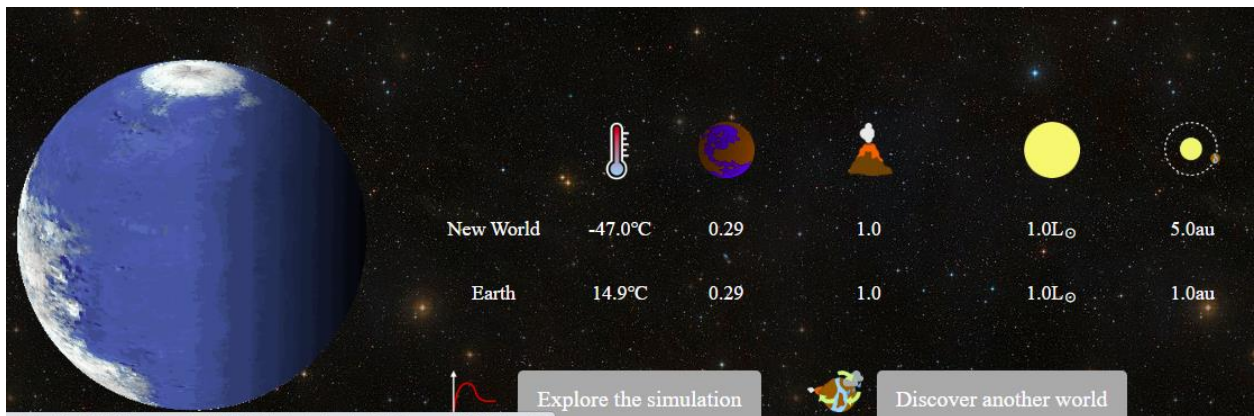 New World -47.0°C 0.29 1.0 1.0L☉ 5.0au
Earth 14.9°C 0.29 1.0 1.0L☉ 1.0au
Explore the simulation Discover another world